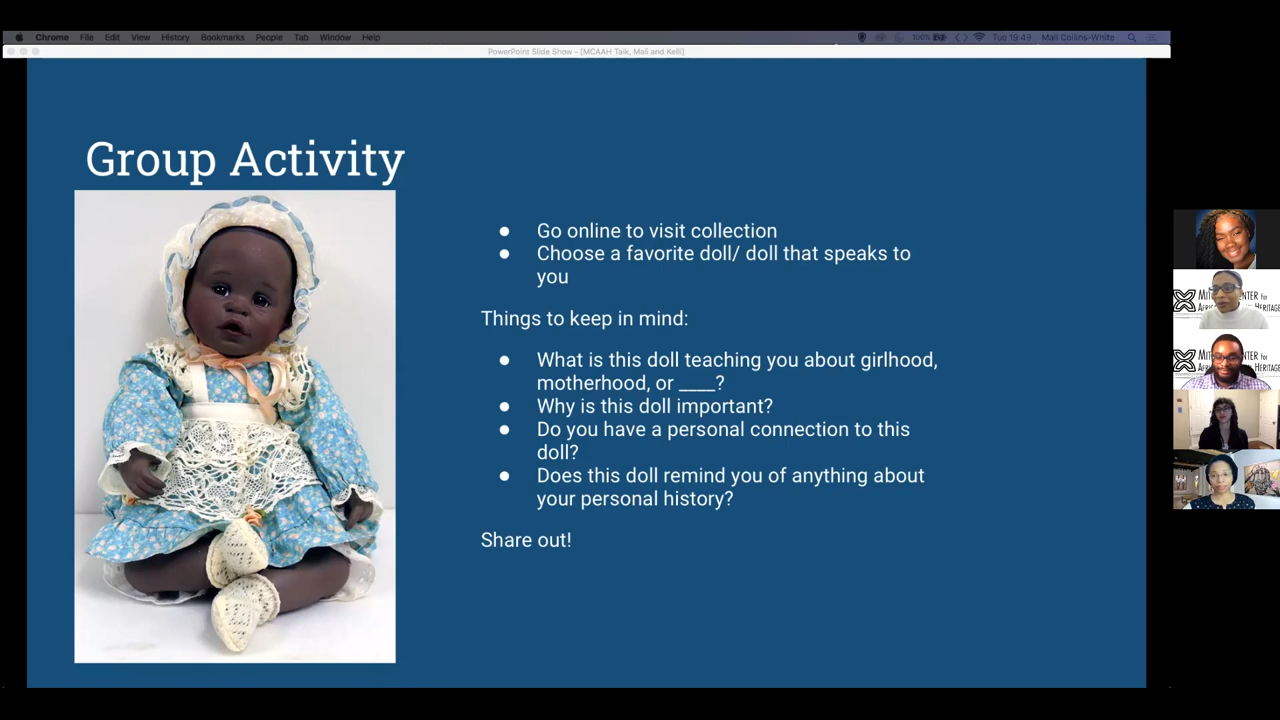 Chrome File Edit View History Bookmarks People Tab Window Help 100% Tue 19:49 Mali Collins-White
PowerPoint Slide Show - [MCAAH Talk, Mali and Kelli]
Group Activity
● Go online to visit collection
● Choose a favorite doll/ doll that speaks to
you
Things to keep in mind:
● What is this doll teaching you about girlhood,
motherhood, or ____?
● Why is this doll important?
● Do you have a personal connection to this
doll?
● Does this doll remind you of anything about
your personal history?
Share out!